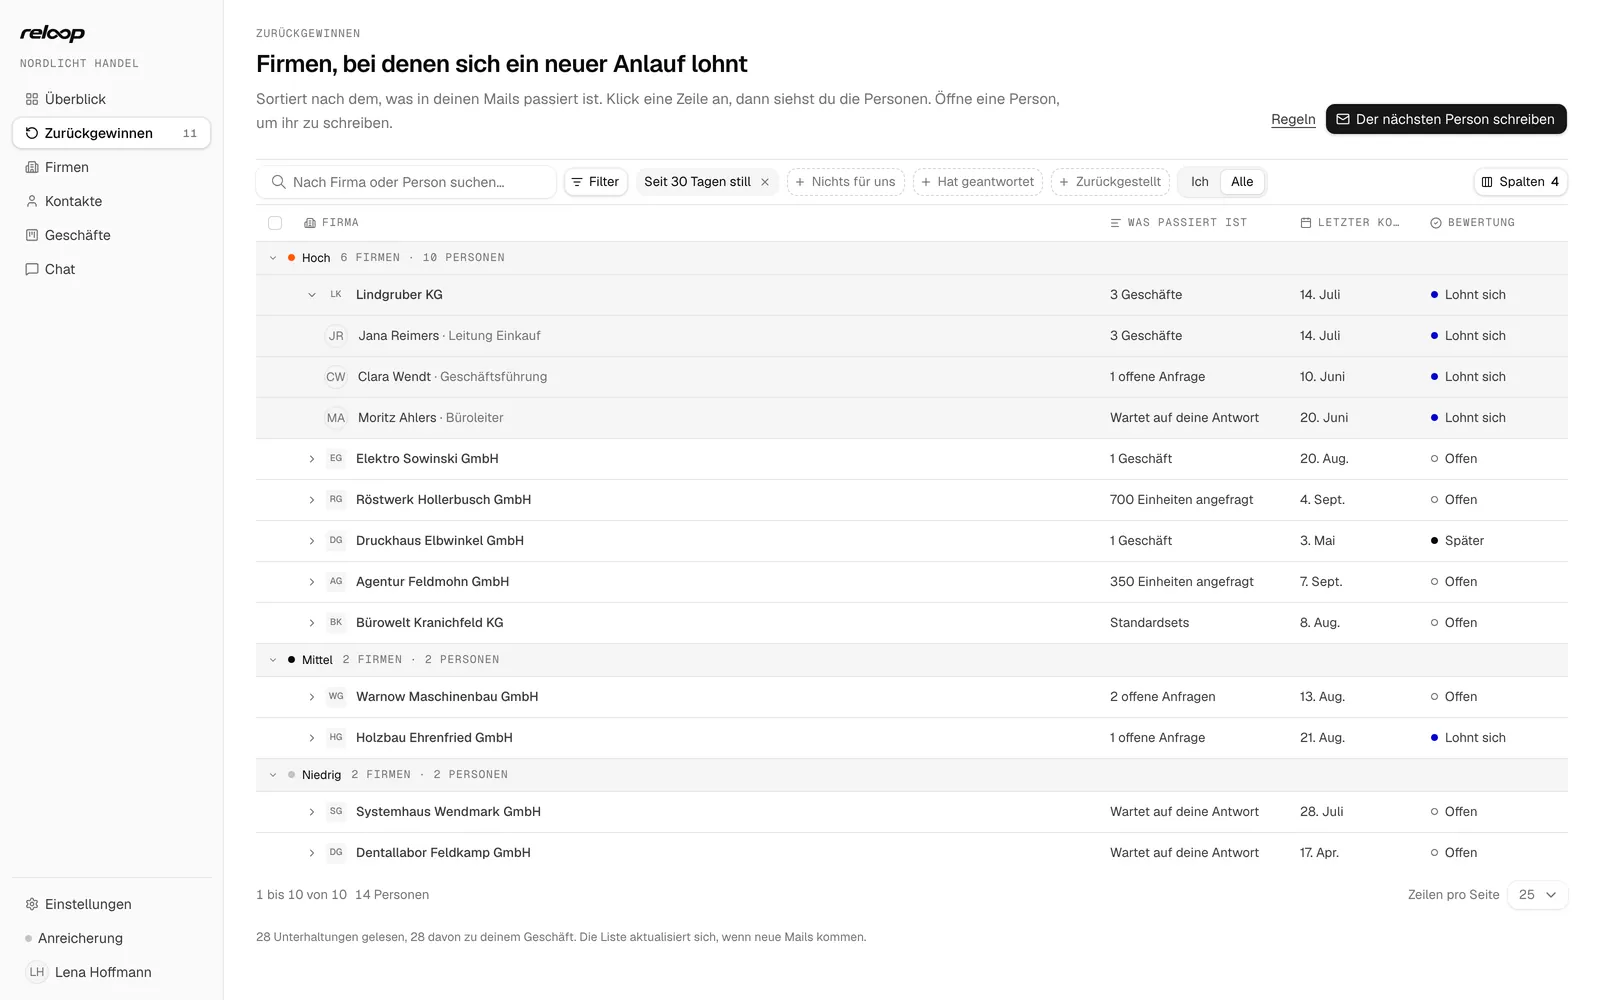 reloop
NORDLICHT HANDEL
Überblick
Zurückgewinnen 11
Firmen
Kontakte
Geschäfte
Chat
Einstellungen
Anreicherung
LH Lena Hoffmann
ZURÜCKGEWINNEN
Firmen, bei denen sich ein neuer Anlauf lohnt
Sortiert nach dem, was in deinen Mails passiert ist. Klick eine Zeile an, dann siehst du die Personen. Öffne eine Person,
um ihr zu schreiben.
Regeln Der nächsten Person schreiben
Nach Firma oder Person suchen... Filter Seit 30 Tagen still × + Nichts für uns + Hat geantwortet + Zurückgestellt Ich Alle Spalten 4
FIRMA WAS PASSIERT IST LETZTER KO… BEWERTUNG
Hoch 6 FIRMEN · 10 PERSONEN
LK Lindgruber KG 3 Geschäfte 14. Juli Lohnt sich
JR Jana Reimers · Leitung Einkauf 3 Geschäfte 14. Juli Lohnt sich
CW Clara Wendt · Geschäftsführung 1 offene Anfrage 10. Juni Lohnt sich
MA Moritz Ahlers · Büroleiter Wartet auf deine Antwort 20. Juni Lohnt sich
EG Elektro Sowinski GmbH 1 Geschäft 20. Aug. Offen
RG Röstwerk Hollerbusch GmbH 700 Einheiten angefragt 4. Sept. Offen
DG Druckhaus Elbwinkel GmbH 1 Geschäft 3. Mai Später
AG Agentur Feldmohn GmbH 350 Einheiten angefragt 7. Sept. Offen
BK Bürowelt Kranichfeld KG Standardsets 8. Aug. Offen
Mittel 2 FIRMEN · 2 PERSONEN
WG Warnow Maschinenbau GmbH 2 offene Anfragen 13. Aug. Offen
HG Holzbau Ehrenfried GmbH 1 offene Anfrage 21. Aug. Lohnt sich
Niedrig 2 FIRMEN · 2 PERSONEN
SG Systemhaus Wendmark GmbH Wartet auf deine Antwort 28. Juli Offen
DG Dentallabor Feldkamp GmbH Wartet auf deine Antwort 17. Apr. Offen
1 bis 10 von 10 14 Personen Zeilen pro Seite 25
28 Unterhaltungen gelesen, 28 davon zu deinem Geschäft. Die Liste aktualisiert sich, wenn neue Mails kommen.